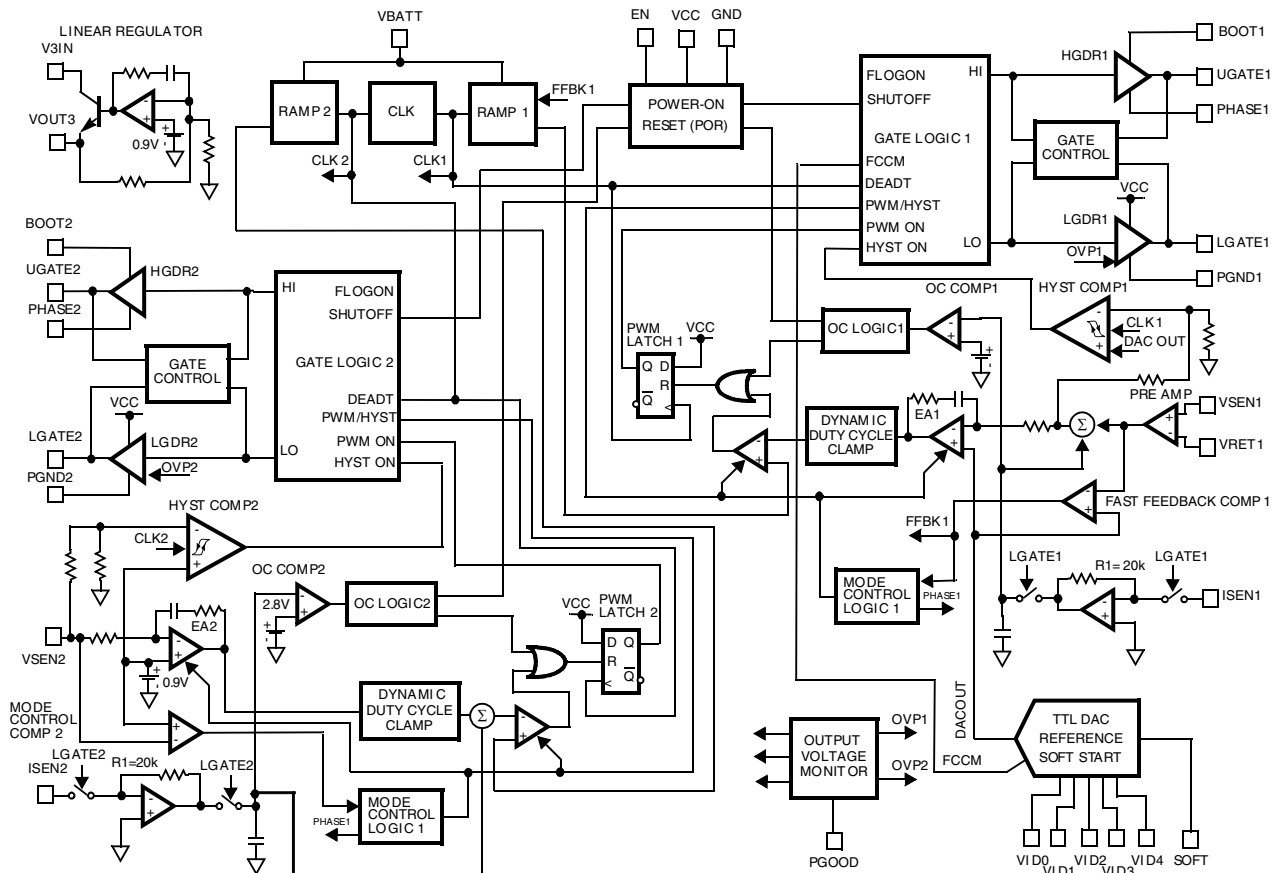 LINEAR REGULATOR
V3IN
VOUT3
-
+
+
-
0.9V
VBATT
RAMP 2
CLK
RAMP 1
FFBK1
CLK 2
CLK1
EN
VCC
GND
POWER-ON
RESET (POR)
FLOGON
SHUTOFF
HI
GATE LOGIC 1
FCCM
DEADT
PWM/HYST
PWM ON
HYST ON
LO
HGDR1
BOOT1
UGATE1
PHASE1
GATE
CONTROL
VCC
LGDR1
OVP1
LGATE1
PGND1
BOOT2
UGATE2
PHASE2
HGDR2
GATE
CONTROL
VCC
LGATE2
PGND2
LGDR2
OVP2
HI
FLOGON
SHUTOFF
GATE LOGIC 2
DEADT
PWM/HYST
PWM ON
HYST ON
LO
PWM
LATCH 1
VCC
Q D
R
Q
<
OC LOGIC1
OC COMP1
-
+
+
-
HYST COMP1
-
+
CLK1
DAC OUT
PRE AMP
VSEN1
VRET1
+
-
Σ
EA1
-
+
DYNAMIC
DUTY CYCLE
CLAMP
-
+
FAST FEEDBACK COMP 1
-
+
FFBK1
MODE
CONTROL
LOGIC 1
PHASE1
LGATE1
R1= 20k
LGATE1
ISEN1
-
+
HYST COMP2
-
+
CLK2
OC COMP2
2.8V
-
+
+
-
OC LOGIC2
VCC
PWM
LATCH 2
D Q
R
Q
<
VSEN2
EA2
-
+
+
-
0.9V
MODE
CONTROL
COMP 2
+
-
DYNAMIC
DUTY CYCLE
CLAMP
Σ
-
+
LGATE2
ISEN2
R1=20k
LGATE2
-
+
PHASE1
MODE
CONTROL
LOGIC 1
OUTPUT
VOLTAGE
MONITOR
OVP1
OVP2
PGOOD
DACOUT
FCCM
TTL DAC
REFERENCE
SOFT START
VID0
VID1
VID2
VID3
VID4
SOFT